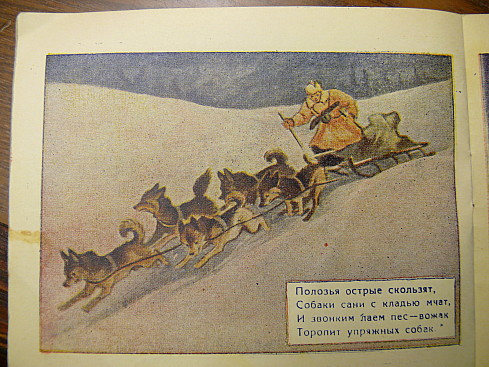 Полозья острые скользят,
Собаки сани с кладью мчат,
И звонким лаем пес—вожак
Торопит упряжных собак.